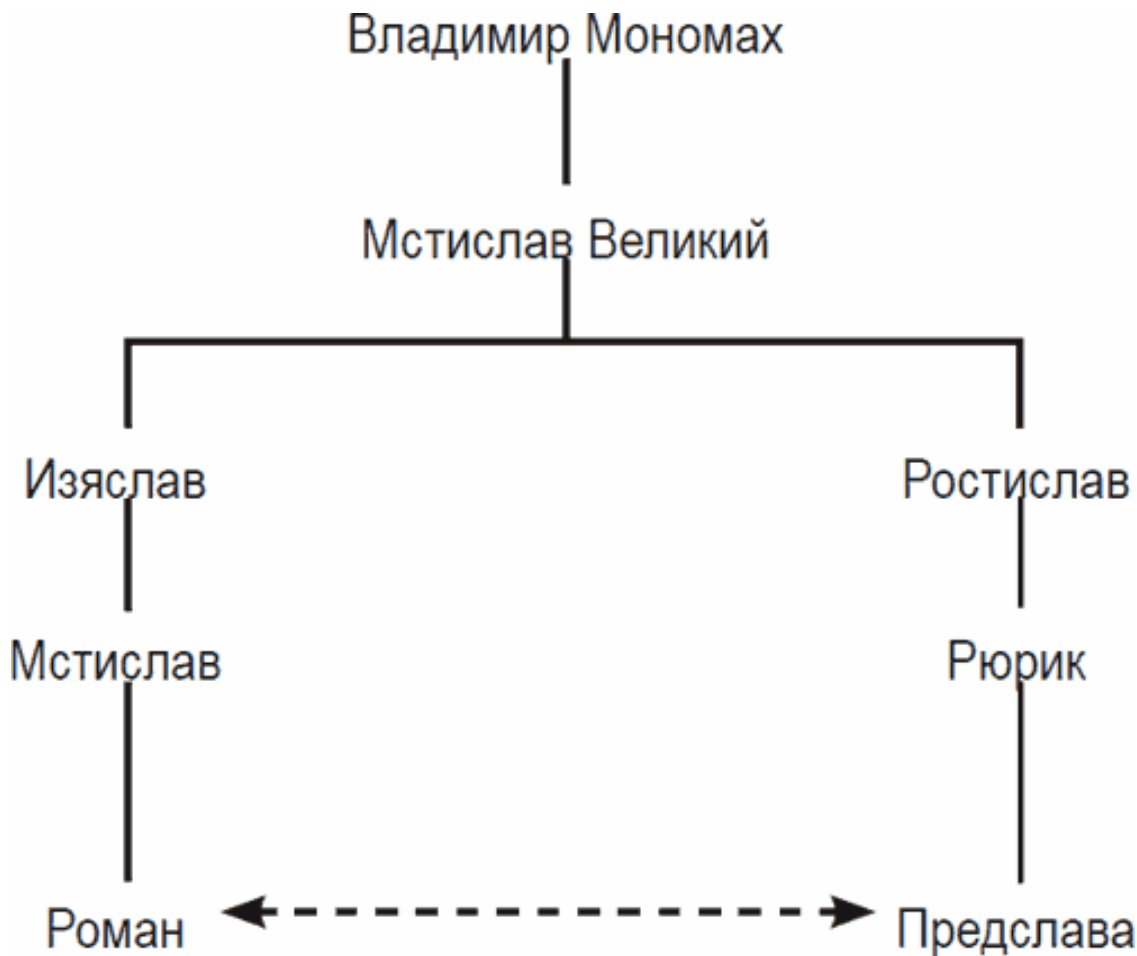 Владимир Мономах
Мстислав Великий
Изяслав
Ростислав
Мстислав
Рюрик
Роман
Предслава